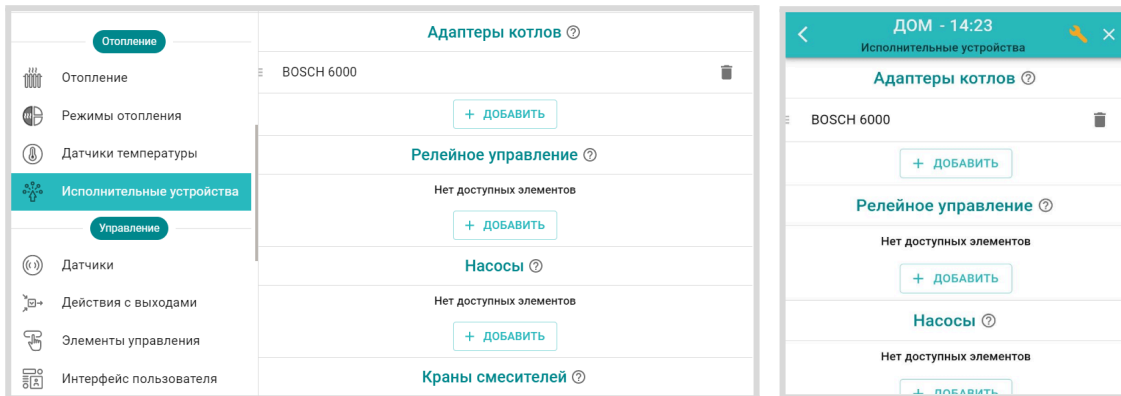 Отопление
Отопление
Режимы отопления
Датчики температуры
Исполнительные устройства
Управление
Датчики
Действия с выходами
Элементы управления
Интерфейс пользователя
Адаптеры котлов
BOSCH 6000
+ ДОБАВИТЬ
Релейное управление
Нет доступных элементов
+ ДОБАВИТЬ
Насосы
Нет доступных элементов
+ ДОБАВИТЬ
Краны смесителей
ДОМ - 14:23
Исполнительные устройства
Адаптеры котлов
BOSCH 6000
+ ДОБАВИТЬ
Релейное управление
Нет доступных элементов
+ ДОБАВИТЬ
Насосы
Нет доступных элементов
+ ДОБАВИТЬ